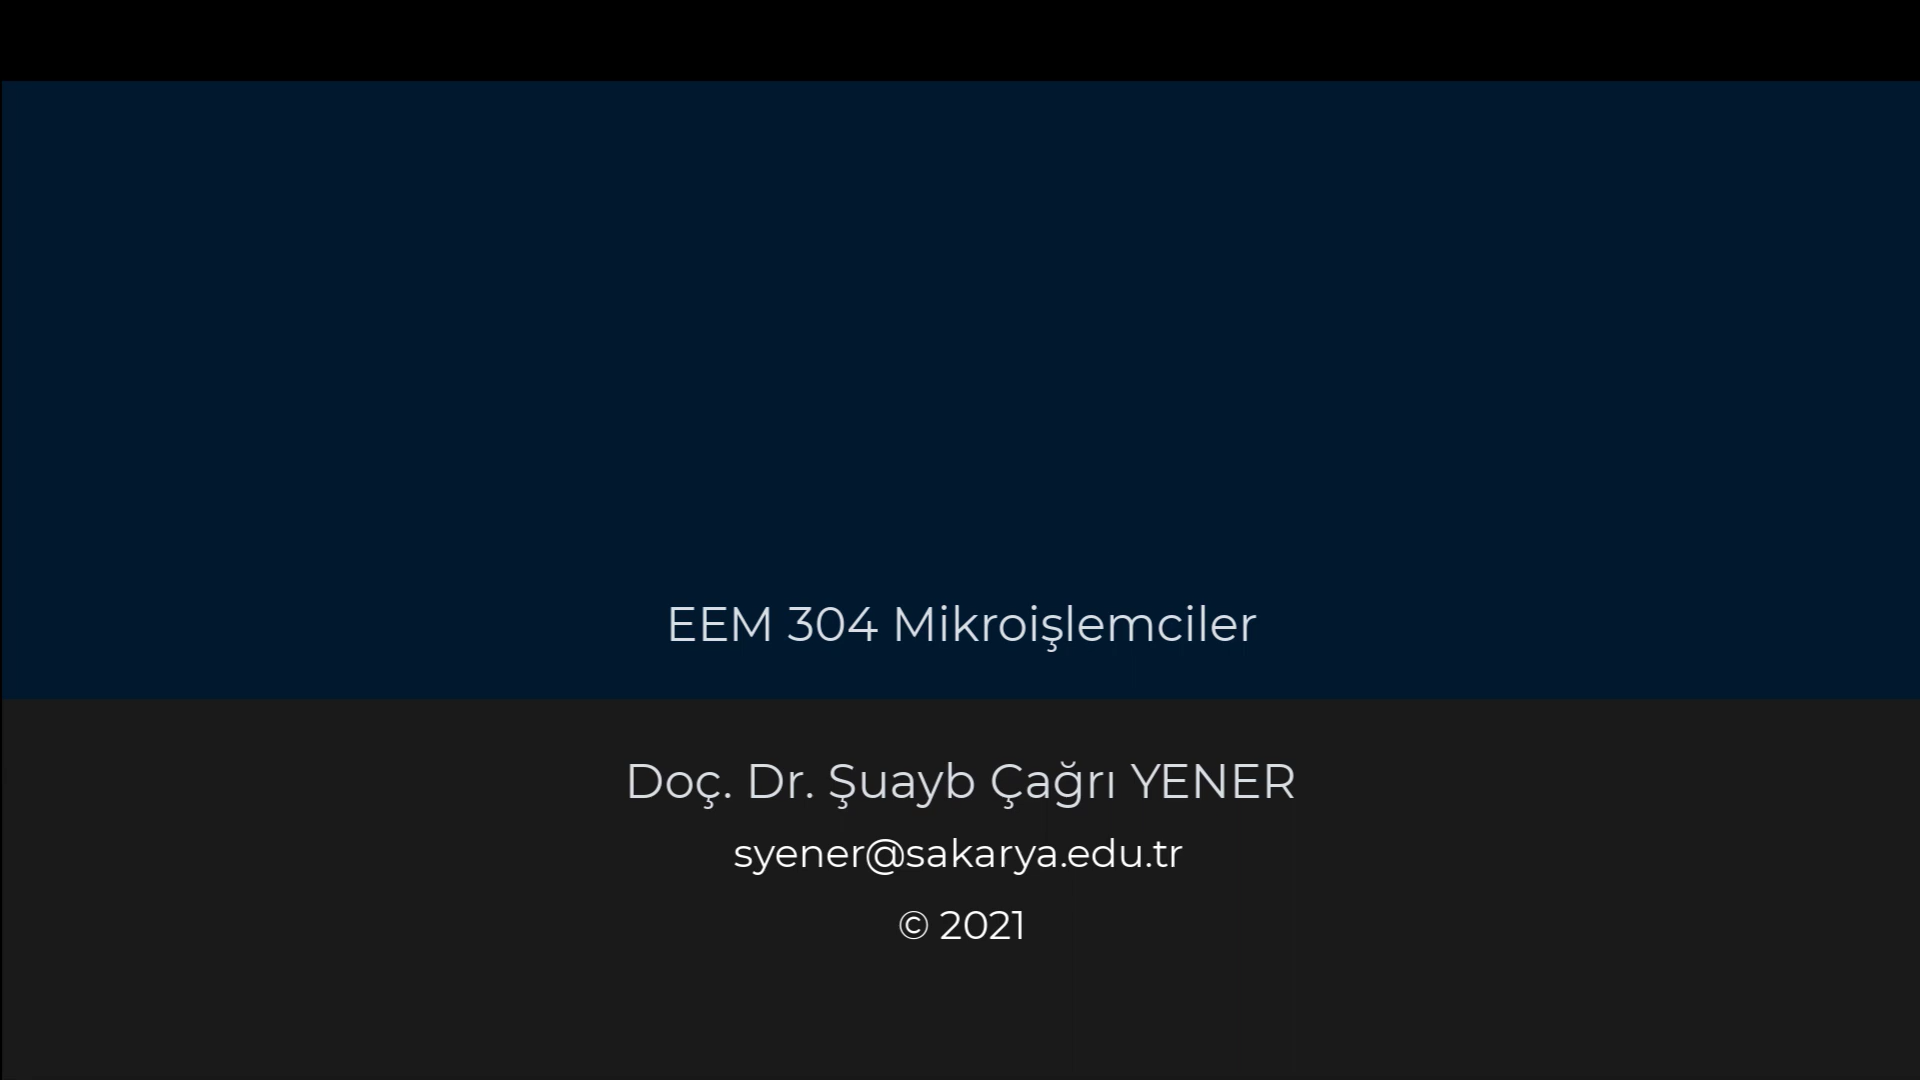 EEM 304 Mikroişlemciler
Doç. Dr. Şuayb Çağrı YENER
syener@sakarya.edu.tr
© 2021